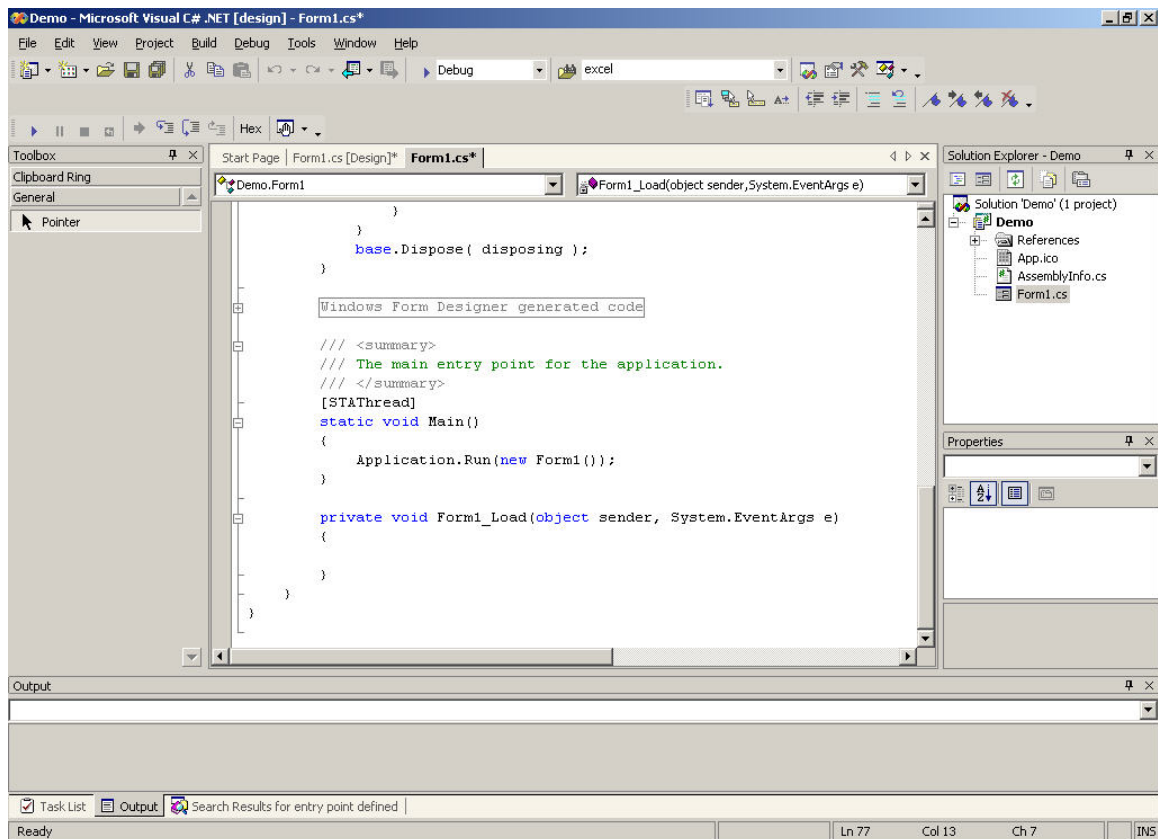 Demo - Microsoft Visual C# .NET [design] - Form1.cs*
File Edit View Project Build Debug Tools Window Help
Debug excel
Hex
Toolbox
Start Page Form1.cs [Design]* Form1.cs*
Solution Explorer - Demo
Clipboard Ring
General
Pointer
Demo.Form1
Form1_Load(object sender,System.EventArgs e)
}
}
base.Dispose( disposing );
}
Windows Form Designer generated code
/// <summary>
/// The main entry point for the application.
/// </summary>
[STAThread]
static void Main()
{
Application.Run(new Form1());
}
private void Form1_Load(object sender, System.EventArgs e)
{
}
}
}
Solution 'Demo' (1 project)
Demo
References
App.ico
AssemblyInfo.cs
Form1.cs
Properties
Output
Task List Output Search Results for entry point defined
Ready Ln 77 Col 13 Ch 7 INS